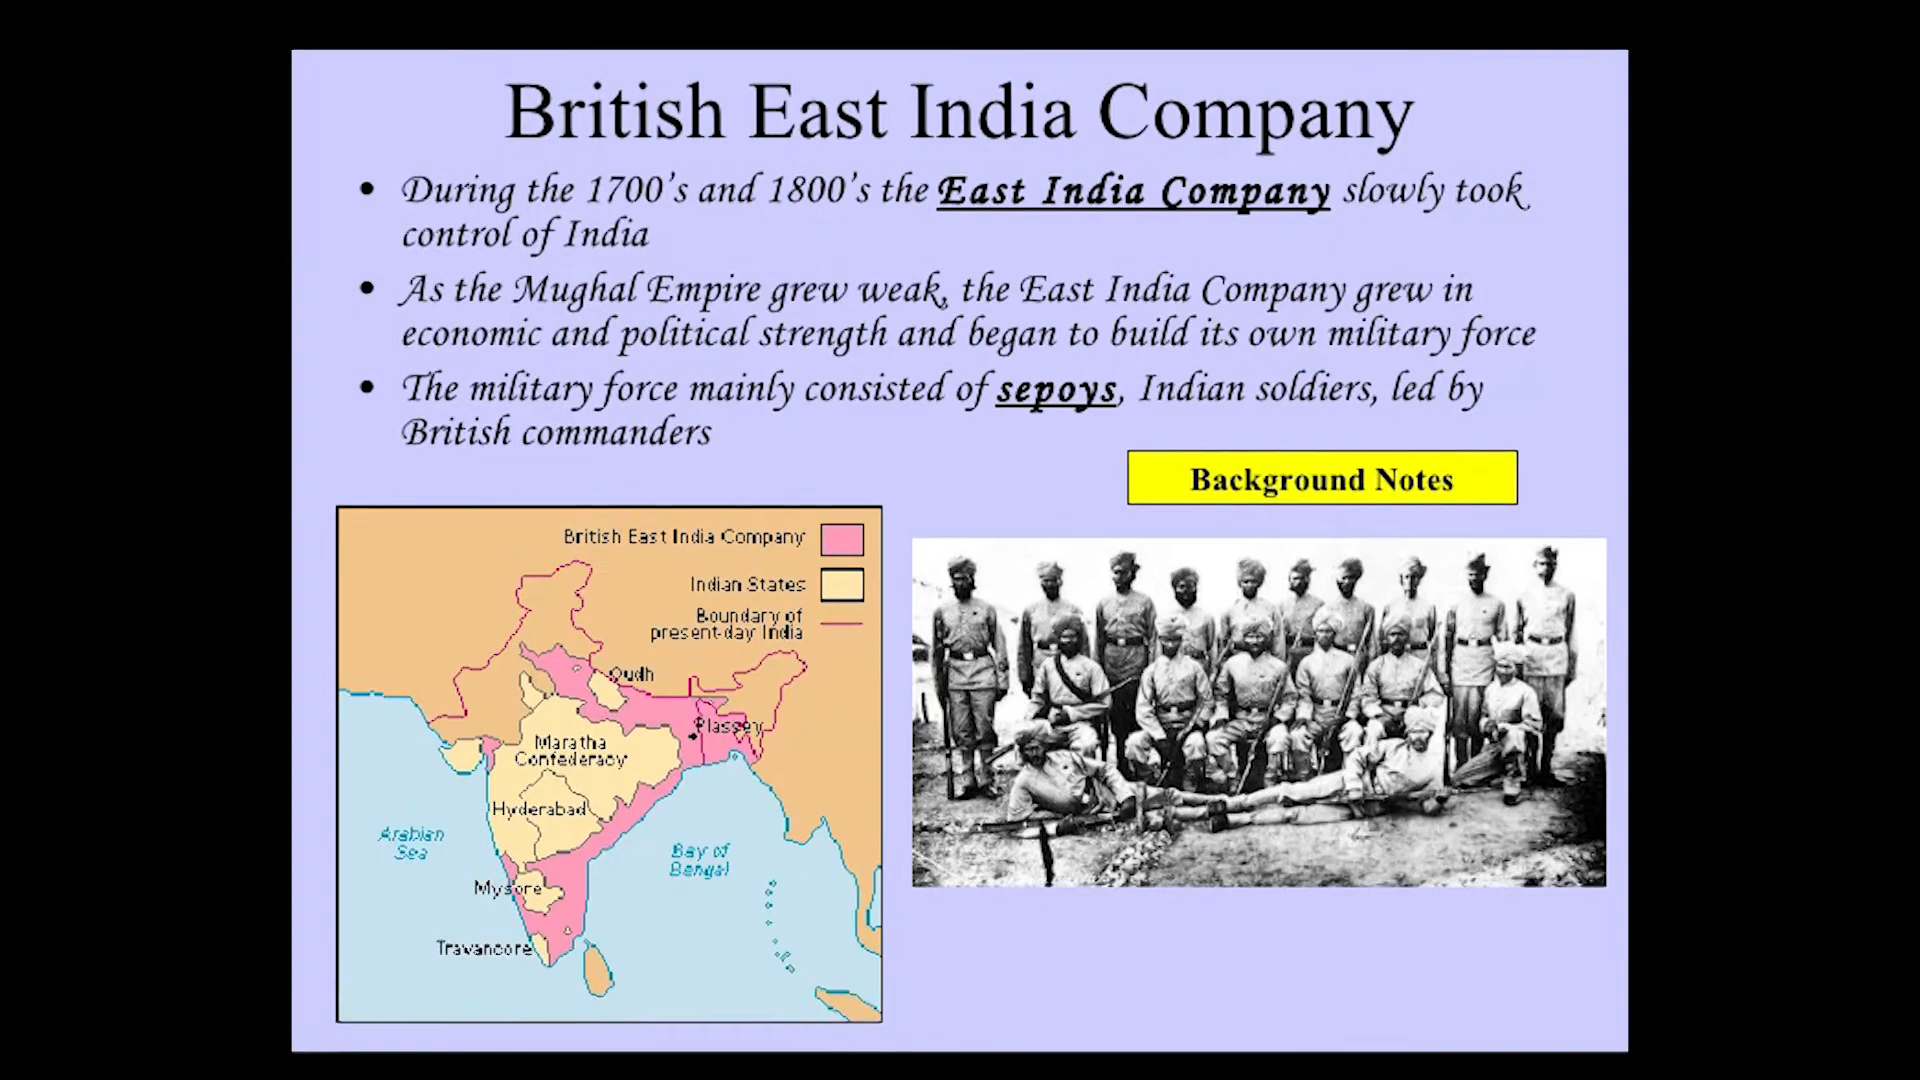 British East India Company
• During the 1700's and 1800's the East India Company slowly took
control of India
• As the Mughal Empire grew weak, the East India Company grew in
economic and political strength and began to build its own military force
• The military force mainly consisted of sepoys, Indian soldiers, led by
British commanders
Background Notes
British East India Company
Indian States
Boundary of
present-day India
Oudh
Plassey
Maratha
Confederacy
Hyderabad
Arabian
Sea
Bay of
Bengal
Mysore
Travancore